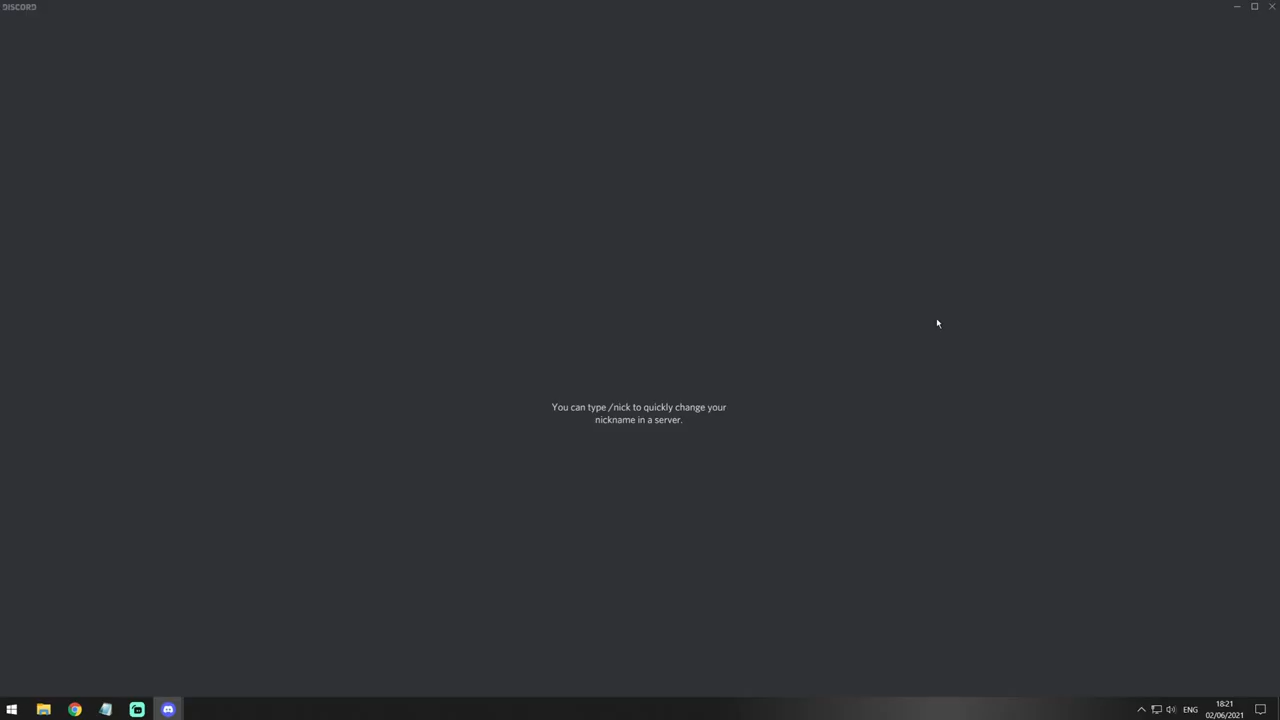 DISCORD
You can type /nick to quickly change your
nickname in a server.
ENG
18:21
02/06/2021